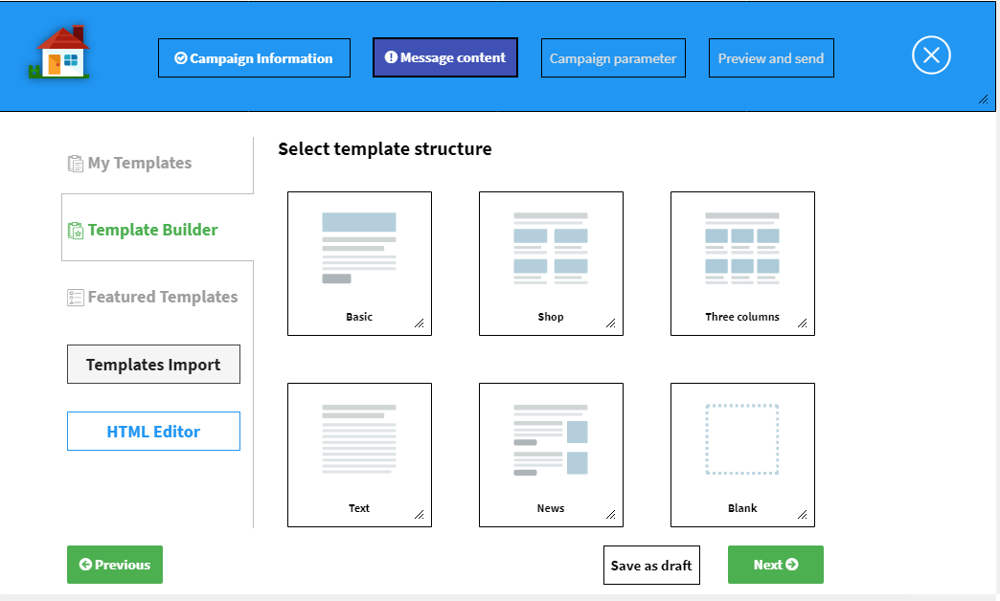 Campaign Information
Message content
Campaign parameter
Preview and send
My Templates
Template Builder
Featured Templates
Templates Import
HTML Editor
Select template structure
Basic
Shop
Three columns
Text
News
Blank
Previous
Save as draft
Next